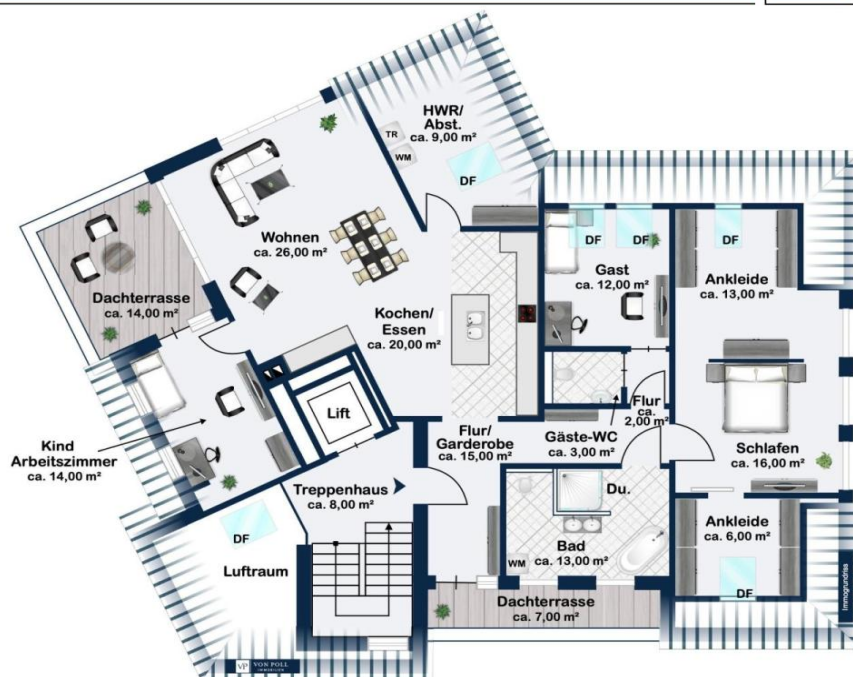 HWR/
Abst.
ca. 9,00 m²
TR
WM
DF
Wohnen
ca. 26,00 m²
Dachterrasse
ca. 14,00 m²
Kochen/
Essen
ca. 20,00 m²
DF
DF
Gast
ca. 12,00 m²
DF
Ankleide
ca. 13,00 m²
Lift
Kind
Arbeitszimmer
ca. 14,00 m²
Flur/
Garderobe
ca. 15,00 m²
Gäste-WC
ca. 3,00 m²
Flur
ca.
2,00 m²
Schlafen
ca. 16,00 m²
Treppenhaus
ca. 8,00 m²
Du.
Bad
ca. 13,00 m²
WM
Ankleide
ca. 6,00 m²
DF
DF
Luftraum
Dachterrasse
ca. 7,00 m²
Immogrundriss
VP VON POLL
IMMOBILIEN